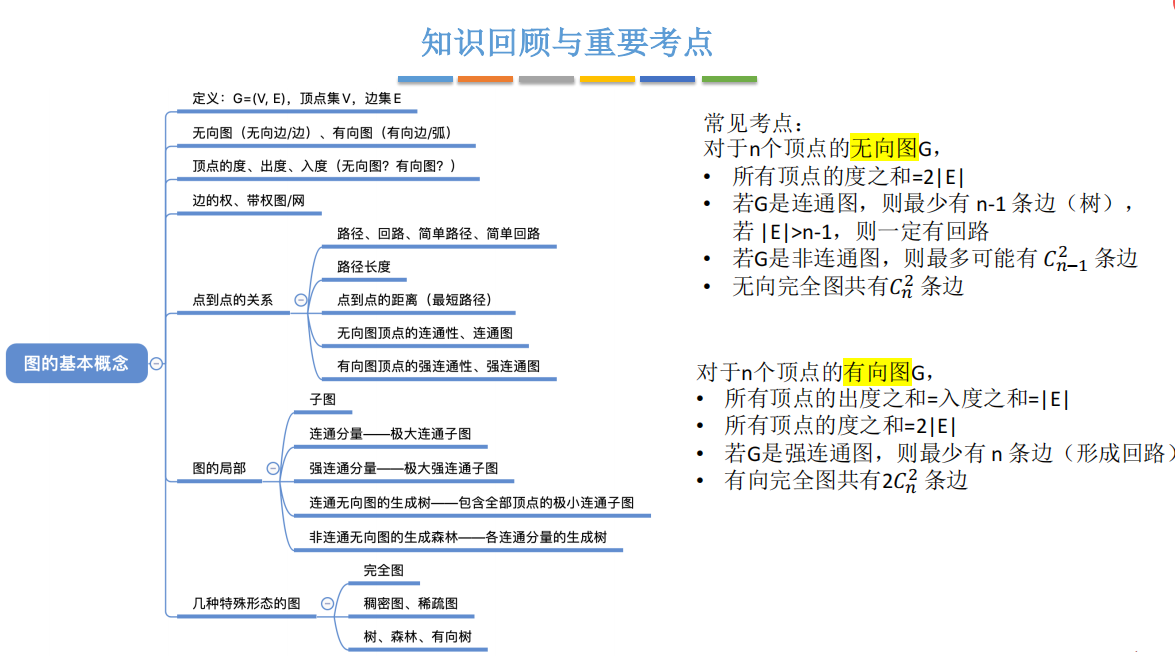 知识回顾与重要考点
定义：G=(V, E)，顶点集V，边集E
无向图（无向边/边）、有向图（有向边/弧）
顶点的度、出度、入度（无向图？有向图？）
边的权、带权图/网
点到点的关系
路径、回路、简单路径、简单回路
路径长度
点到点的距离（最短路径）
无向图顶点的连通性、连通图
有向图顶点的强连通性、强连通图
图的基本概念
图的局部
子图
连通分量——极大连通子图
强连通分量——极大强连通子图
连通无向图的生成树——包含全部顶点的极小连通子图
非连通无向图的生成森林——各连通分量的生成树
几种特殊形态的图
完全图
稠密图、稀疏图
树、森林、有向树
常见考点：
对于n个顶点的无向图G，
• 所有顶点的度之和=2|E|
• 若G是连通图，则最少有 n-1 条边（树），
若 |E|>n-1，则一定有回路
• 若G是非连通图，则最多可能有 $C_{n-1}^{2}$ 条边
• 无向完全图共有$C_{n}^{2}$ 条边
对于n个顶点的有向图G，
• 所有顶点的出度之和=入度之和=|E|
• 所有顶点的度之和=2|E|
• 若G是强连通图，则最少有 n 条边（形成回路）
• 有向完全图共有2$C_{n}^{2}$ 条边